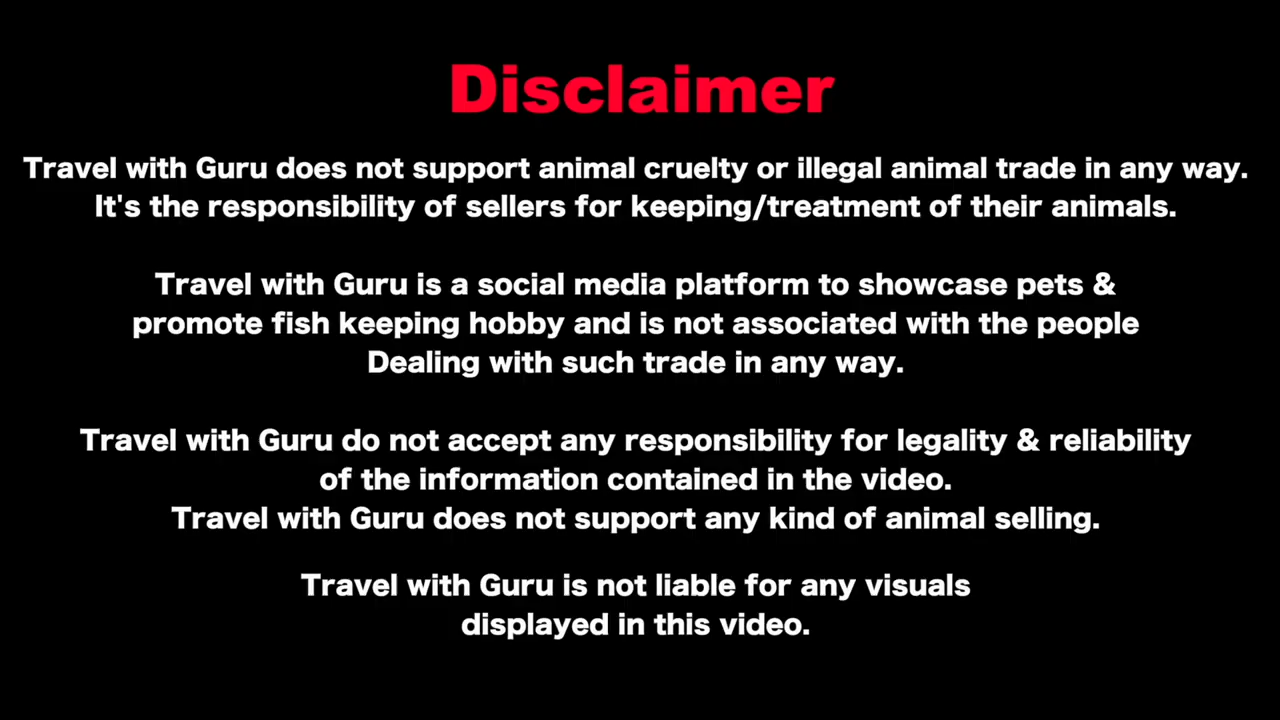 Disclaimer
Travel with Guru does not support animal cruelty or illegal animal trade in any way.
It's the responsibility of sellers for keeping/treatment of their animals.
Travel with Guru is a social media platform to showcase pets &
promote fish keeping hobby and is not associated with the people
Dealing with such trade in any way.
Travel with Guru do not accept any responsibility for legality & reliability
of the information contained in the video.
Travel with Guru does not support any kind of animal selling.
Travel with Guru is not liable for any visuals
displayed in this video.